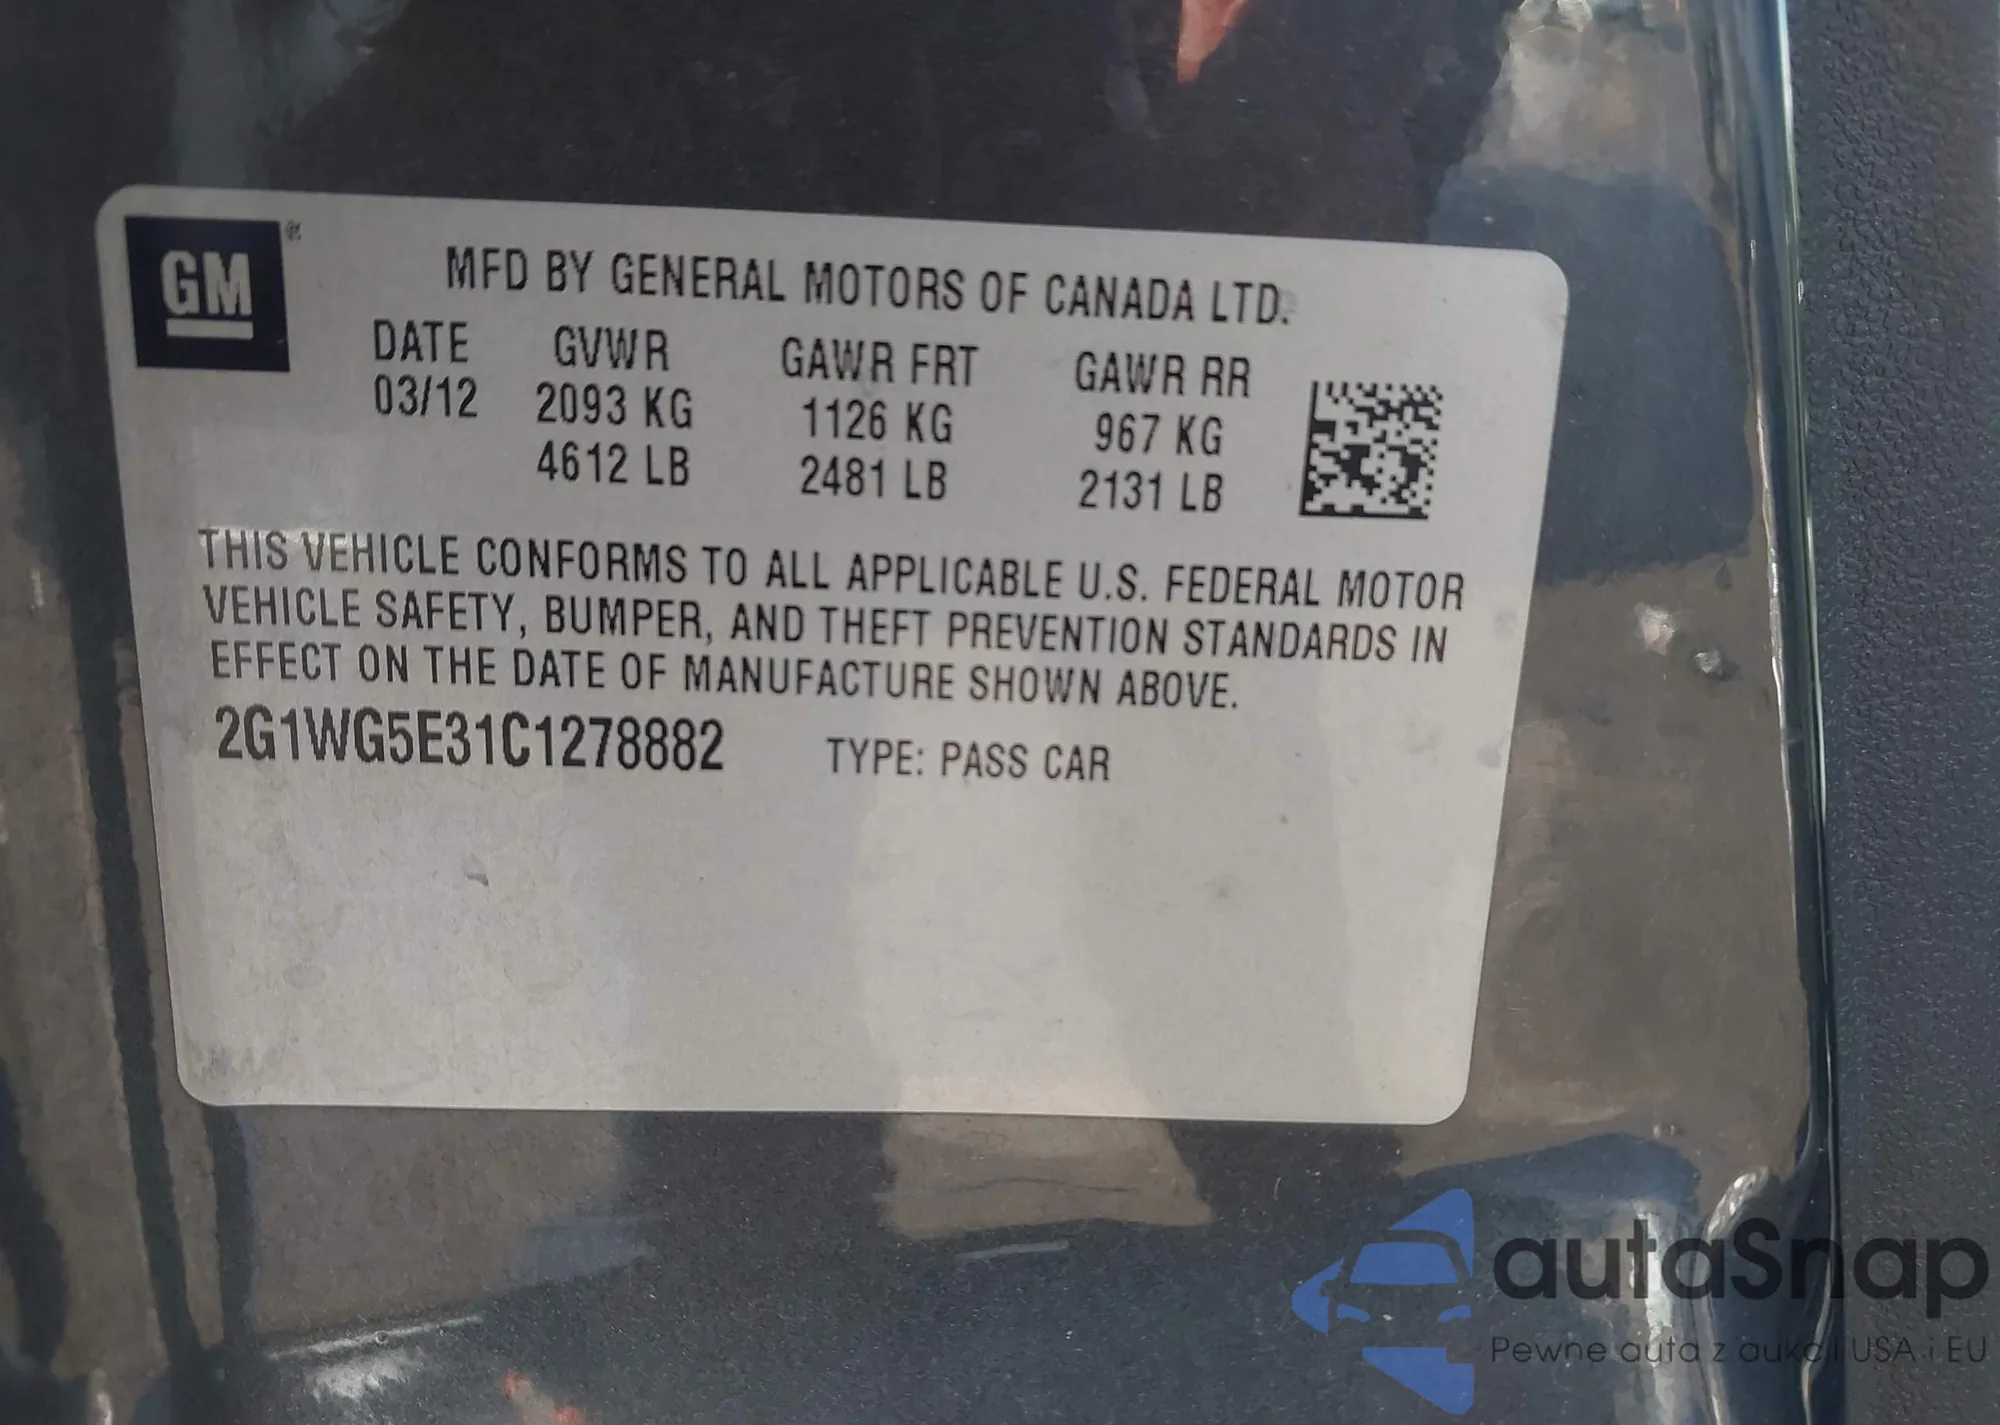 GM ®
MFD BY GENERAL MOTORS OF CANADA LTD.
DATE GVWR GAWR FRT GAWR RR
03/12 2093 KG 1126 KG 967 KG
4612 LB 2481 LB 2131 LB
THIS VEHICLE CONFORMS TO ALL APPLICABLE U.S. FEDERAL MOTOR
VEHICLE SAFETY, BUMPER, AND THEFT PREVENTION STANDARDS IN
EFFECT ON THE DATE OF MANUFACTURE SHOWN ABOVE.
2G1WG5E31C1278882 TYPE: PASS CAR
autaSnap
Pewne auta z aukcji USA i EU